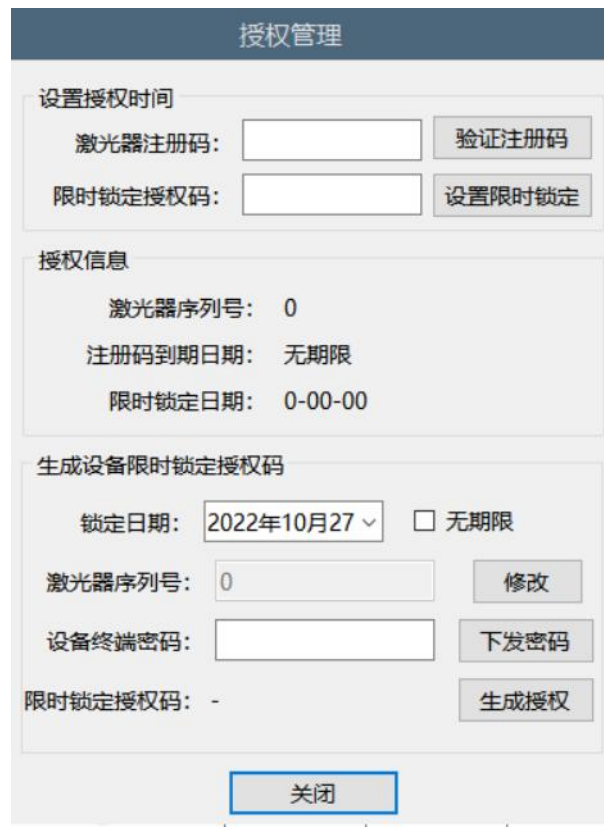 授权管理
设置授权时间
激光器注册码： 验证注册码
限时锁定授权码： 设置限时锁定
授权信息
激光器序列号： 0
注册码到期日期： 无期限
限时锁定日期： 0-00-00
生成设备限时锁定授权码
锁定日期： 2022年10月27 无期限
激光器序列号： 0 修改
设备终端密码： 下发密码
限时锁定授权码： - 生成授权
关闭